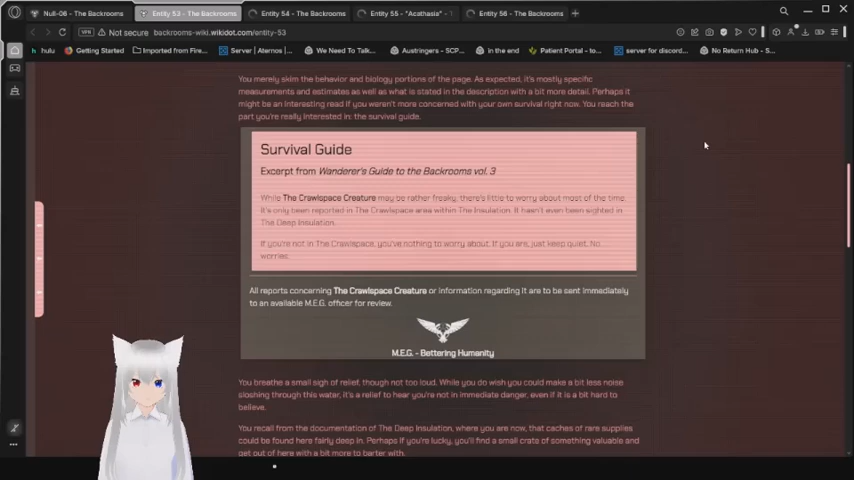 Null-06 - The Backrooms
Entity 53 - The Backrooms
Entity 54 - The Backrooms
Entity 55 - "Acathasia" -
Entity 56 - The Backrooms
VPN
Not secure
backrooms-wiki.wikidot.com/entity-53
hulu
Getting Started
Imported from Firef...
Server | Aternos | ...
We Need To Talk...
Austringers - SCP...
in the end
Patient Portal - to...
server for discord...
No Return Hub - S...
You merely skim the behavior and biology portions of the page. As expected, it's mostly specific
measurements and estimates as well as what is stated in the description with a bit more detail. Perhaps it
might be an interesting read if you weren't more concerned with your own survival right now. You reach the
part you're really interested in: the survival guide.
Survival Guide
Excerpt from Wanderer's Guide to the Backrooms vol. 3
While The Crawlspace Creature may be rather freaky, there's little to worry about most of the time.
It's only been reported in The Crawlspace area within The Insulation. It hasn't even been sighted in
The Deep Insulation.
If you're not in The Crawlspace, you've nothing to worry about. If you are, just keep quiet. No
worries.
All reports concerning The Crawlspace Creature or information regarding it are to be sent immediately
to an available M.E.G. officer for review.
M.E.G. - Bettering Humanity
You breathe a small sigh of relief, though not too loud. While you do wish you could make a bit less noise
sloshing through this water, it's a relief to hear you're not in immediate danger, even if it is a bit hard to
believe.
You recall from the documentation of The Deep Insulation, where you are now, that caches of rare supplies
could be found here fairly deep in. Perhaps if you're lucky, you'll find a small crate of something valuable and
get out of here with a bit more to barter with.